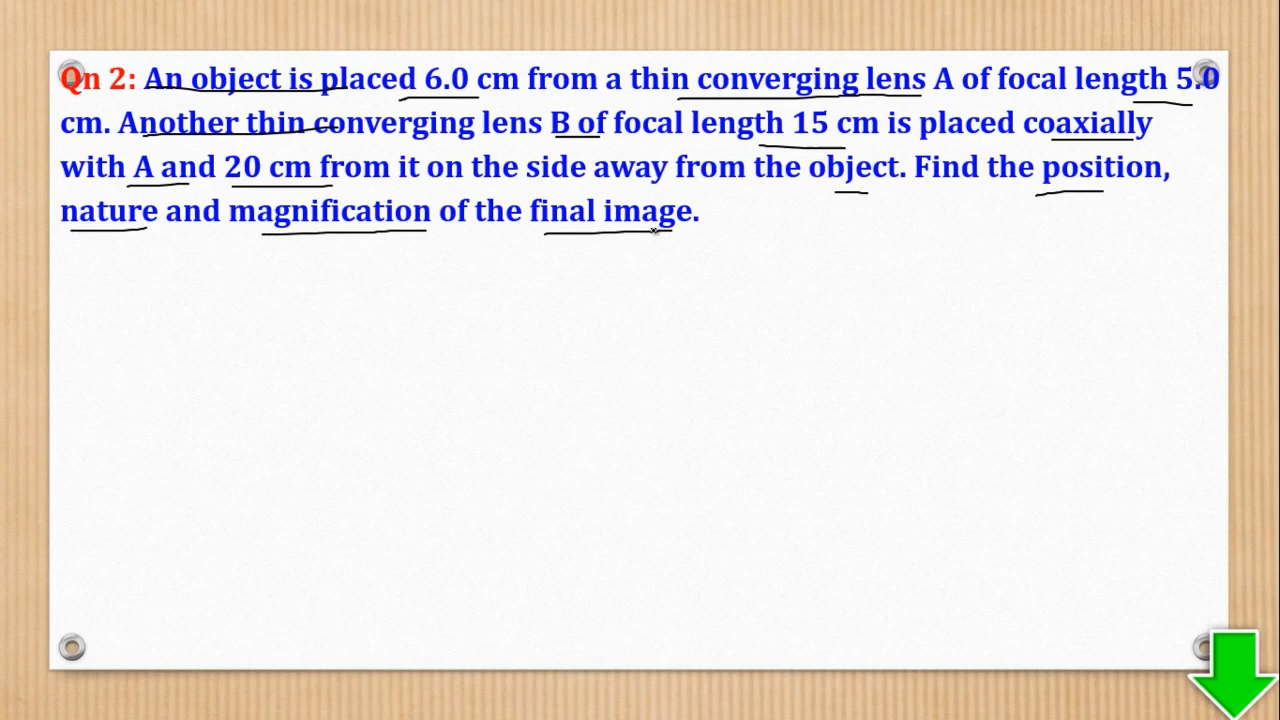 Qn 2: An object is placed 6.0 cm from a thin converging lens A of focal length 5.0
cm. Another thin converging lens B of focal length 15 cm is placed coaxially
with A and 20 cm from it on the side away from the object. Find the position,
nature and magnification of the final image.